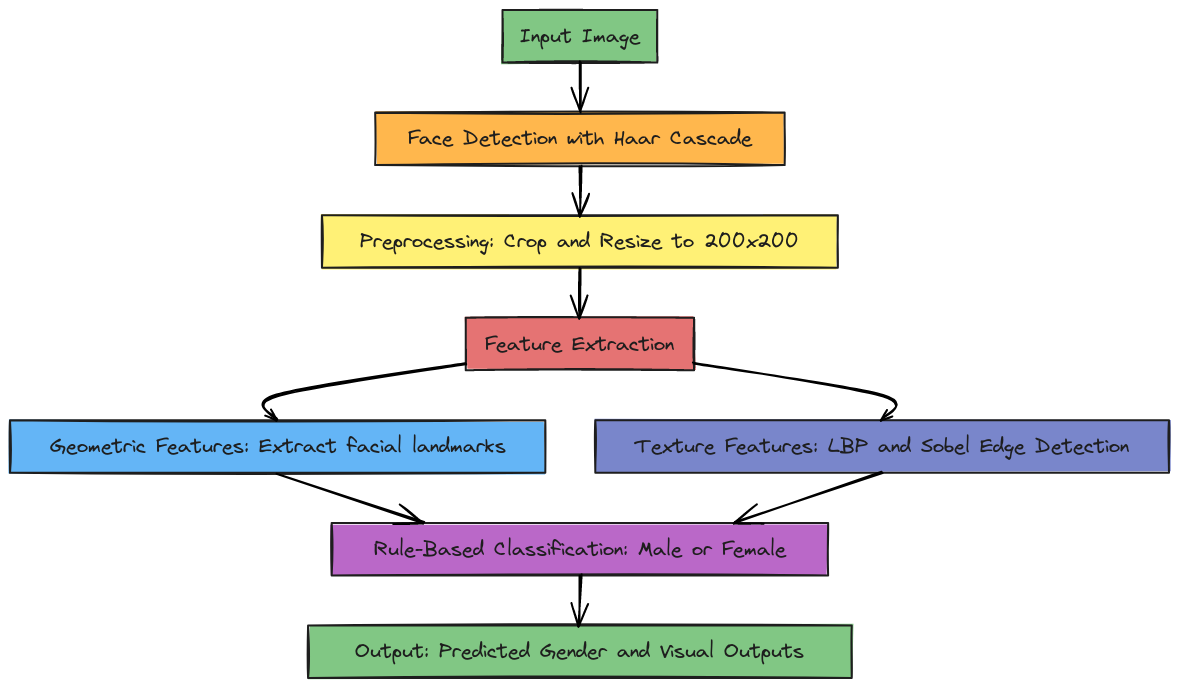 Input Image
Face Detection with Haar Cascade
Preprocessing: Crop and Resize to 200x200
Feature Extraction
Geometric Features: Extract facial landmarks
Texture Features: LBP and Sobel Edge Detection
Rule-Based Classification: Male or Female
Output: Predicted Gender and Visual Outputs